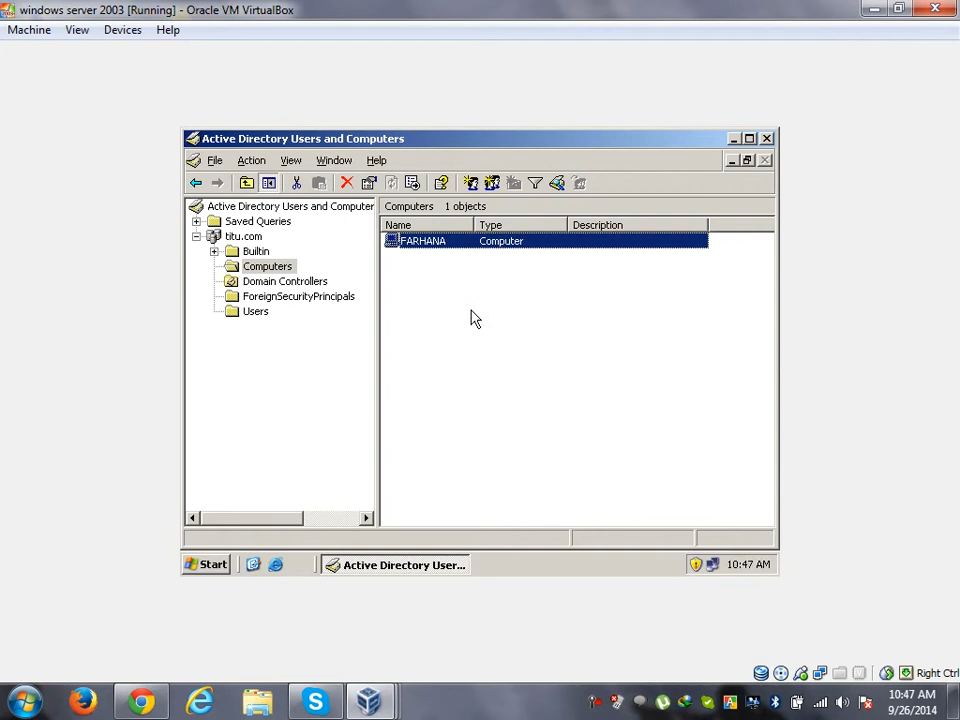 windows server 2003 [Running] - Oracle VM VirtualBox
Machine View Devices Help
Active Directory Users and Computers
File Action View Window Help
Active Directory Users and Computer
Saved Queries
titu.com
Builtin
Computers
Domain Controllers
ForeignSecurityPrincipals
Users
Computers 1 objects
Name Type Description
FARHANA Computer
Start Active Directory User... 10:47 AM
Right Ctrl
10:47 AM
9/26/2014